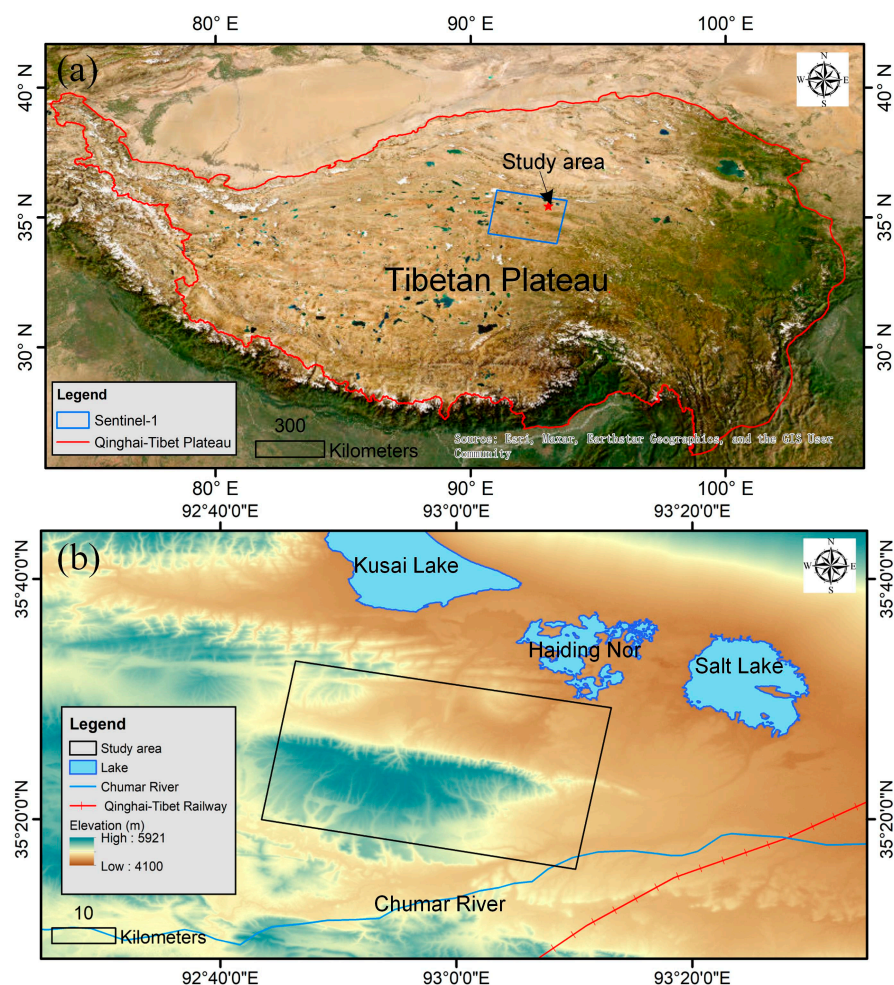 80° E
90° E
100° E
(a)
N
W E
S
40° N
40° N
Study area
35° N
35° N
Tibetan Plateau
30° N
30° N
Legend
Sentinel-1
Qinghai-Tibet Plateau
300
Kilometers
Source: Esri, Maxar, Earthstar Geographics, and the GIS User
Community
80° E
90° E
100° E
92°40'0"E
93°00'0"E
93°20'0"E
(b)
N
W E
S
Kusai Lake
35°40'0"N
35°40'0"N
Haiding Nor
Salt Lake
Legend
Study area
Lake
Chumar River
Qinghai-Tibet Railway
Elevation (m)
High : 5921
Low : 4100
35°20'0"N
35°20'0"N
Chumar River
10
Kilometers
92°40'0"E
93°00'0"E
93°20'0"E